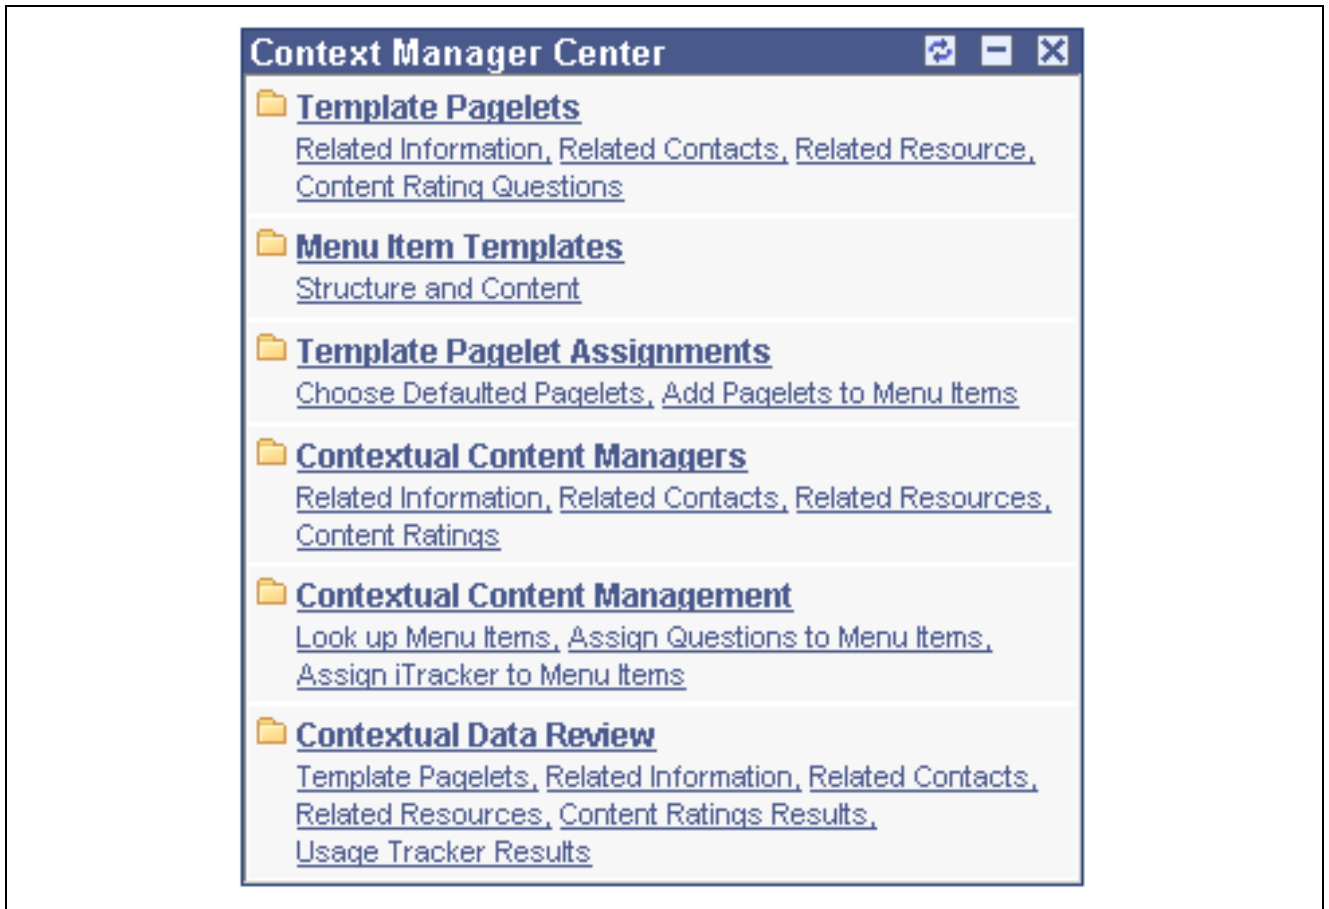 Context Manager Center
Template Pagelets
Related Information, Related Contacts, Related Resource,
Content Rating Questions
Menu Item Templates
Structure and Content
Template Pagelet Assignments
Choose Defaulted Pagelets, Add Pagelets to Menu Items
Contextual Content Managers
Related Information, Related Contacts, Related Resources,
Content Ratings
Contextual Content Management
Look up Menu Items, Assign Questions to Menu Items,
Assign iTracker to Menu Items
Contextual Data Review
Template Pagelets, Related Information, Related Contacts,
Related Resources, Content Ratings Results,
Usage Tracker Results